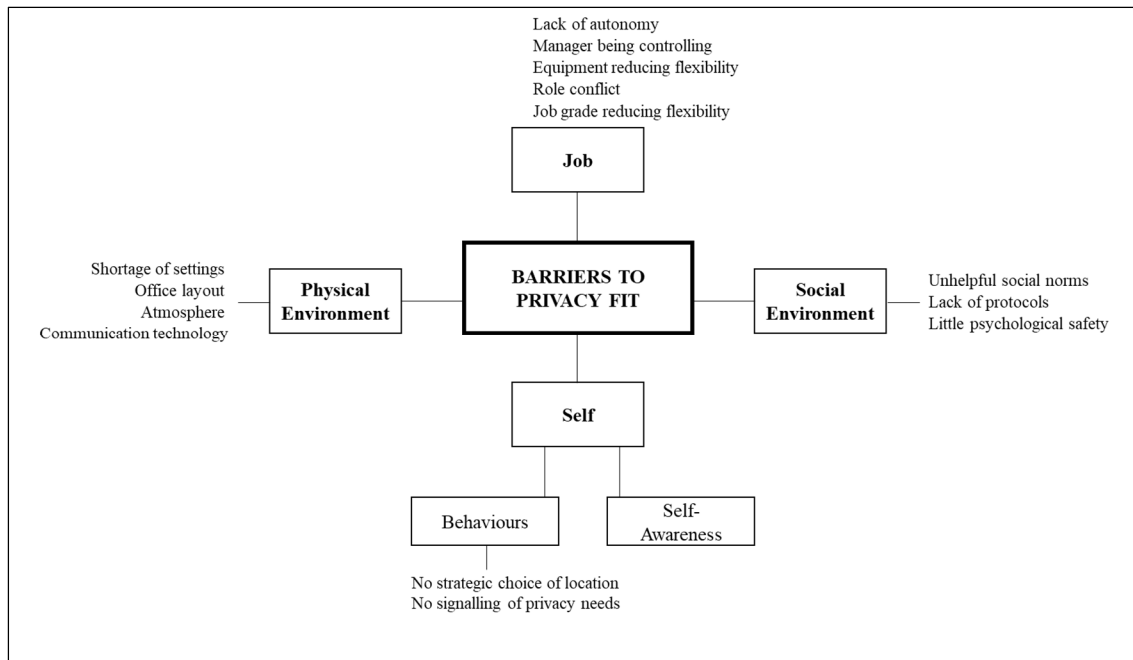 Lack of autonomy
Manager being controlling
Equipment reducing flexibility
Role conflict
Job grade reducing flexibility
Job
Shortage of settings
Office layout
Atmosphere
Communication technology
Physical
Environment
BARRIERS TO
PRIVACY FIT
Social
Environment
Unhelpful social norms
Lack of protocols
Little psychological safety
Self
Behaviours
Self-
Awareness
No strategic choice of location
No signalling of privacy needs